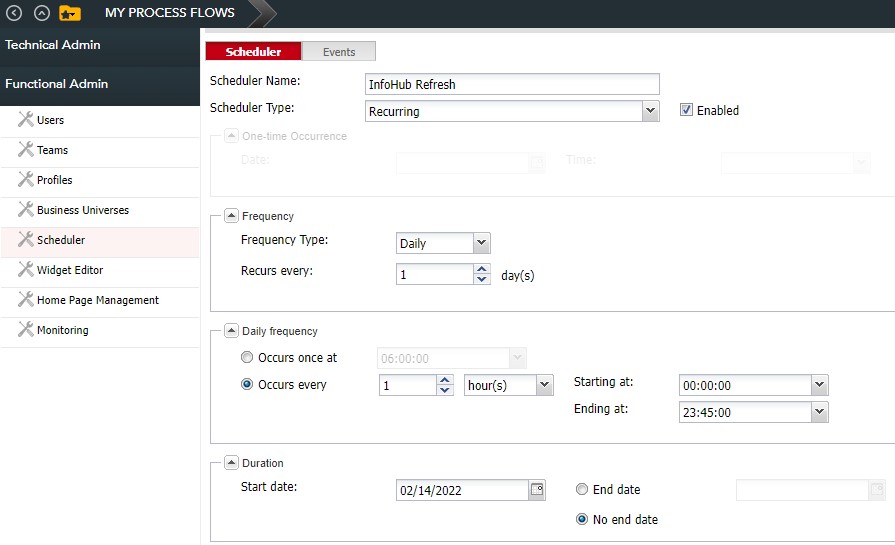 MY PROCESS FLOWS
Technical Admin
Functional Admin
Users
Teams
Profiles
Business Universes
Scheduler
Widget Editor
Home Page Management
Monitoring
Scheduler Events
Scheduler Name: InfoHub Refresh
Scheduler Type: Recurring Enabled
One-time Occurrence
Date: Time:
Frequency
Frequency Type: Daily
Recurs every: 1 day(s)
Daily frequency
Occurs once at 06:00:00
Occurs every 1 hour(s) Starting at: 00:00:00
Ending at: 23:45:00
Duration
Start date: 02/14/2022 End date
No end date